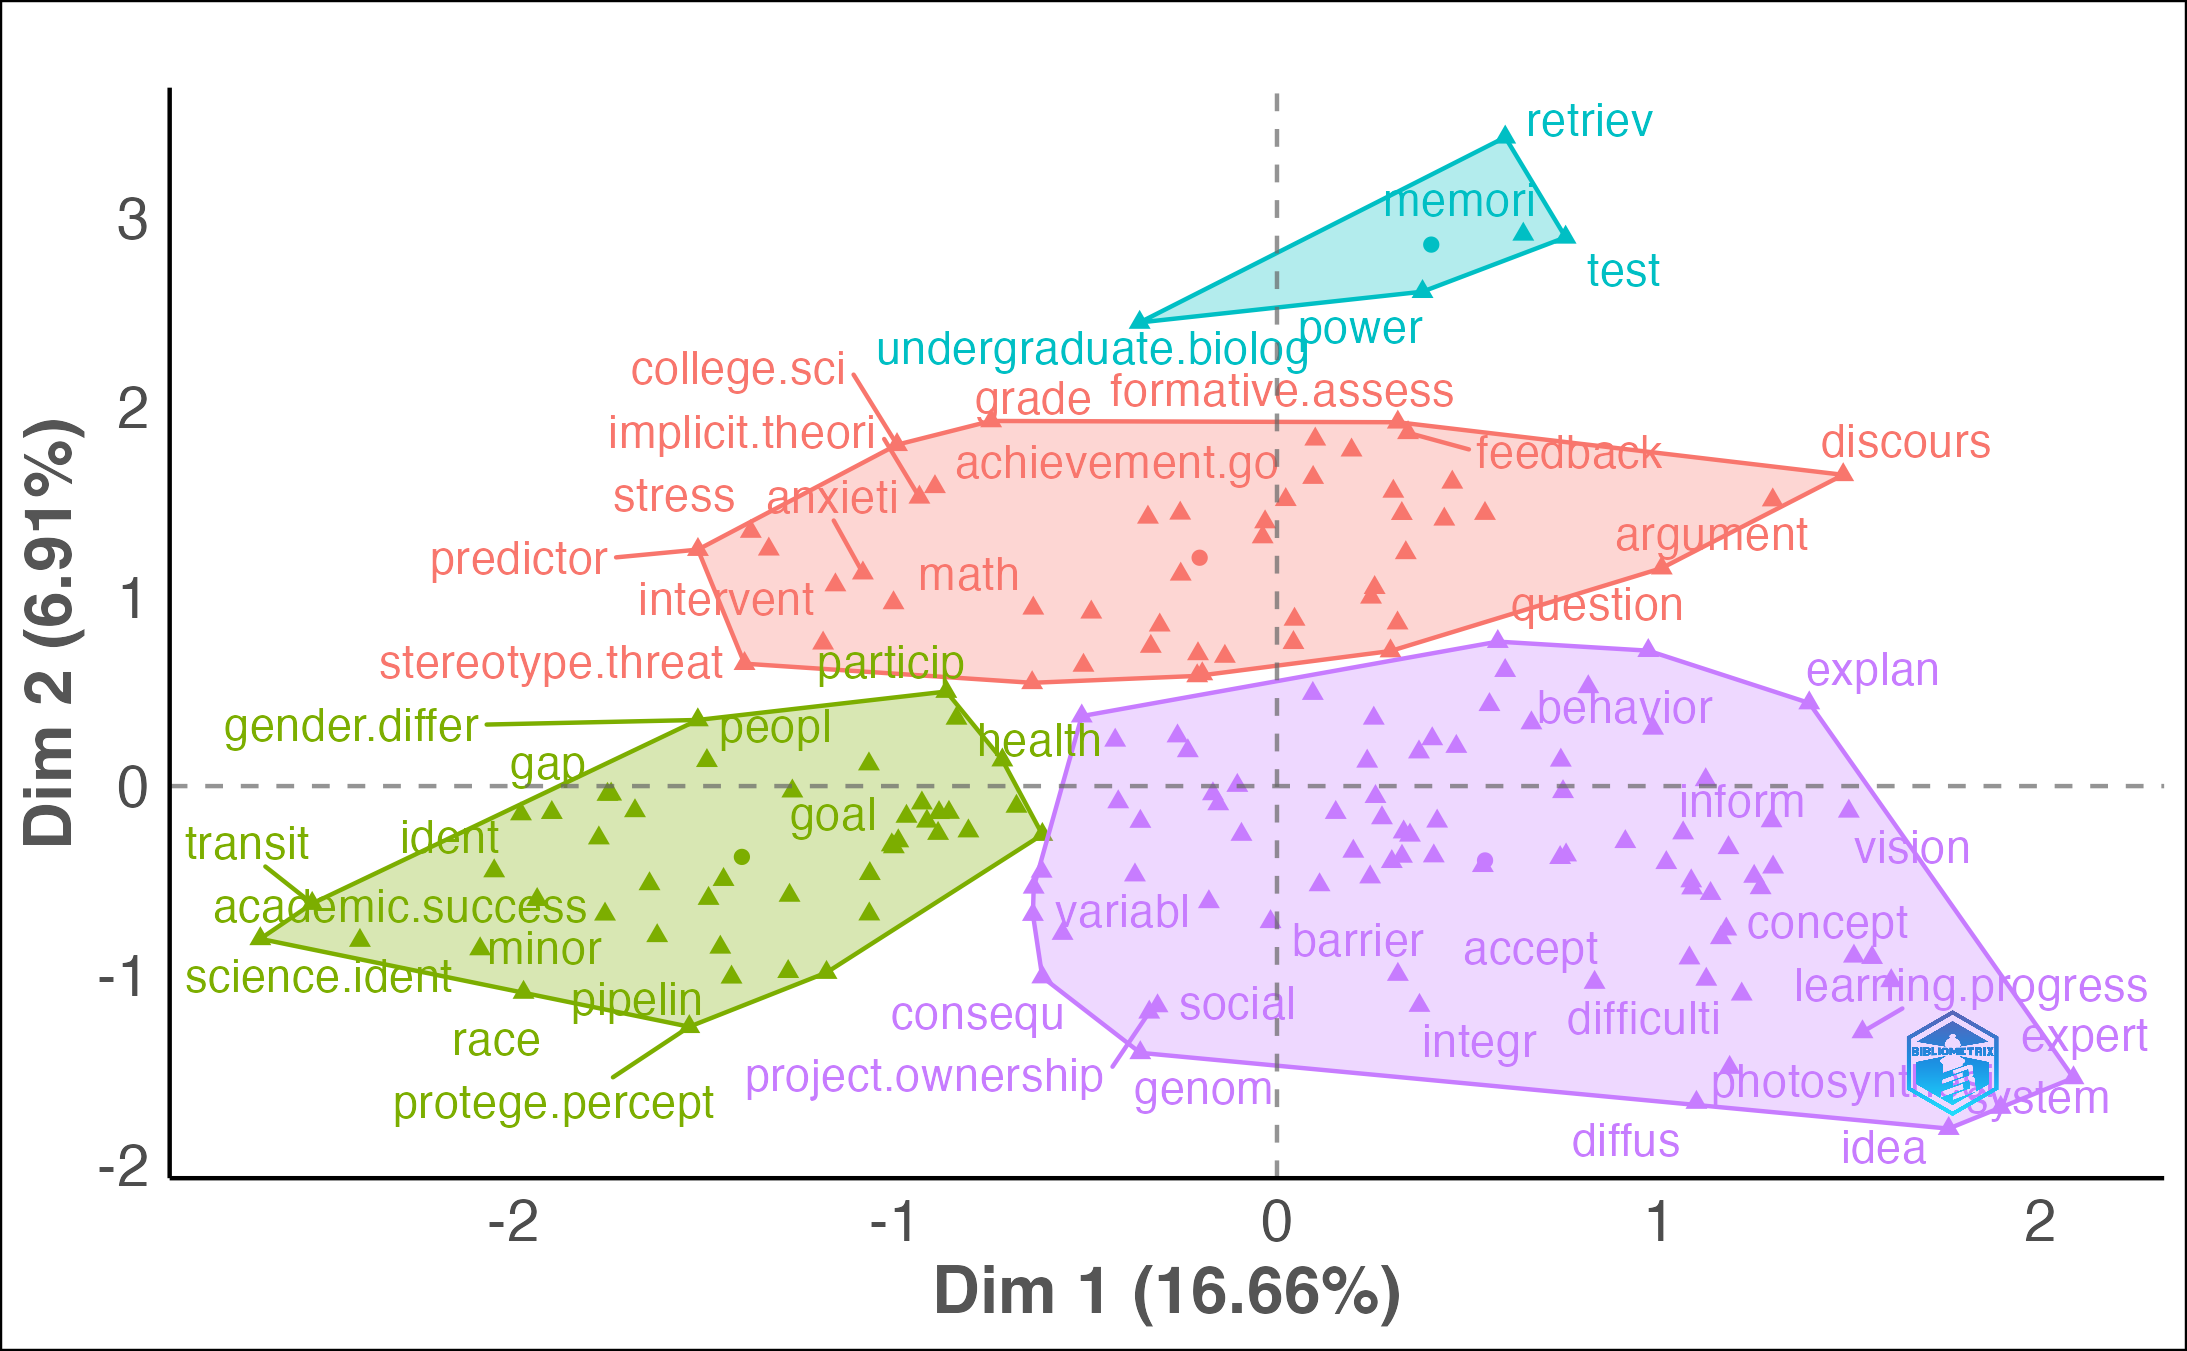 retriev
memori
test
power
undergraduate.biolog
college.sci
grade
formative.assess
implicit.theori
achievement.go
feedback
discours
stress
anxieti
argument
predictor
math
intervent
question
stereotype.threat
particip
explan
gender.differ
peopl
health
behavior
gap
goal
inform
transit
ident
vision
academic.success
variabl
minor
barrier
accept
concept
science.ident
pipelin
social
learning.progress
consequ
difficulti
race
integr
expert
project.ownership
genom
protege.percept
system
diffus
idea
BIBLIOMETRIX
3
2
1
0
-1
-2
-2
-1
0
1
2
Dim 1 (16.66%)
Dim 2 (6.91%)